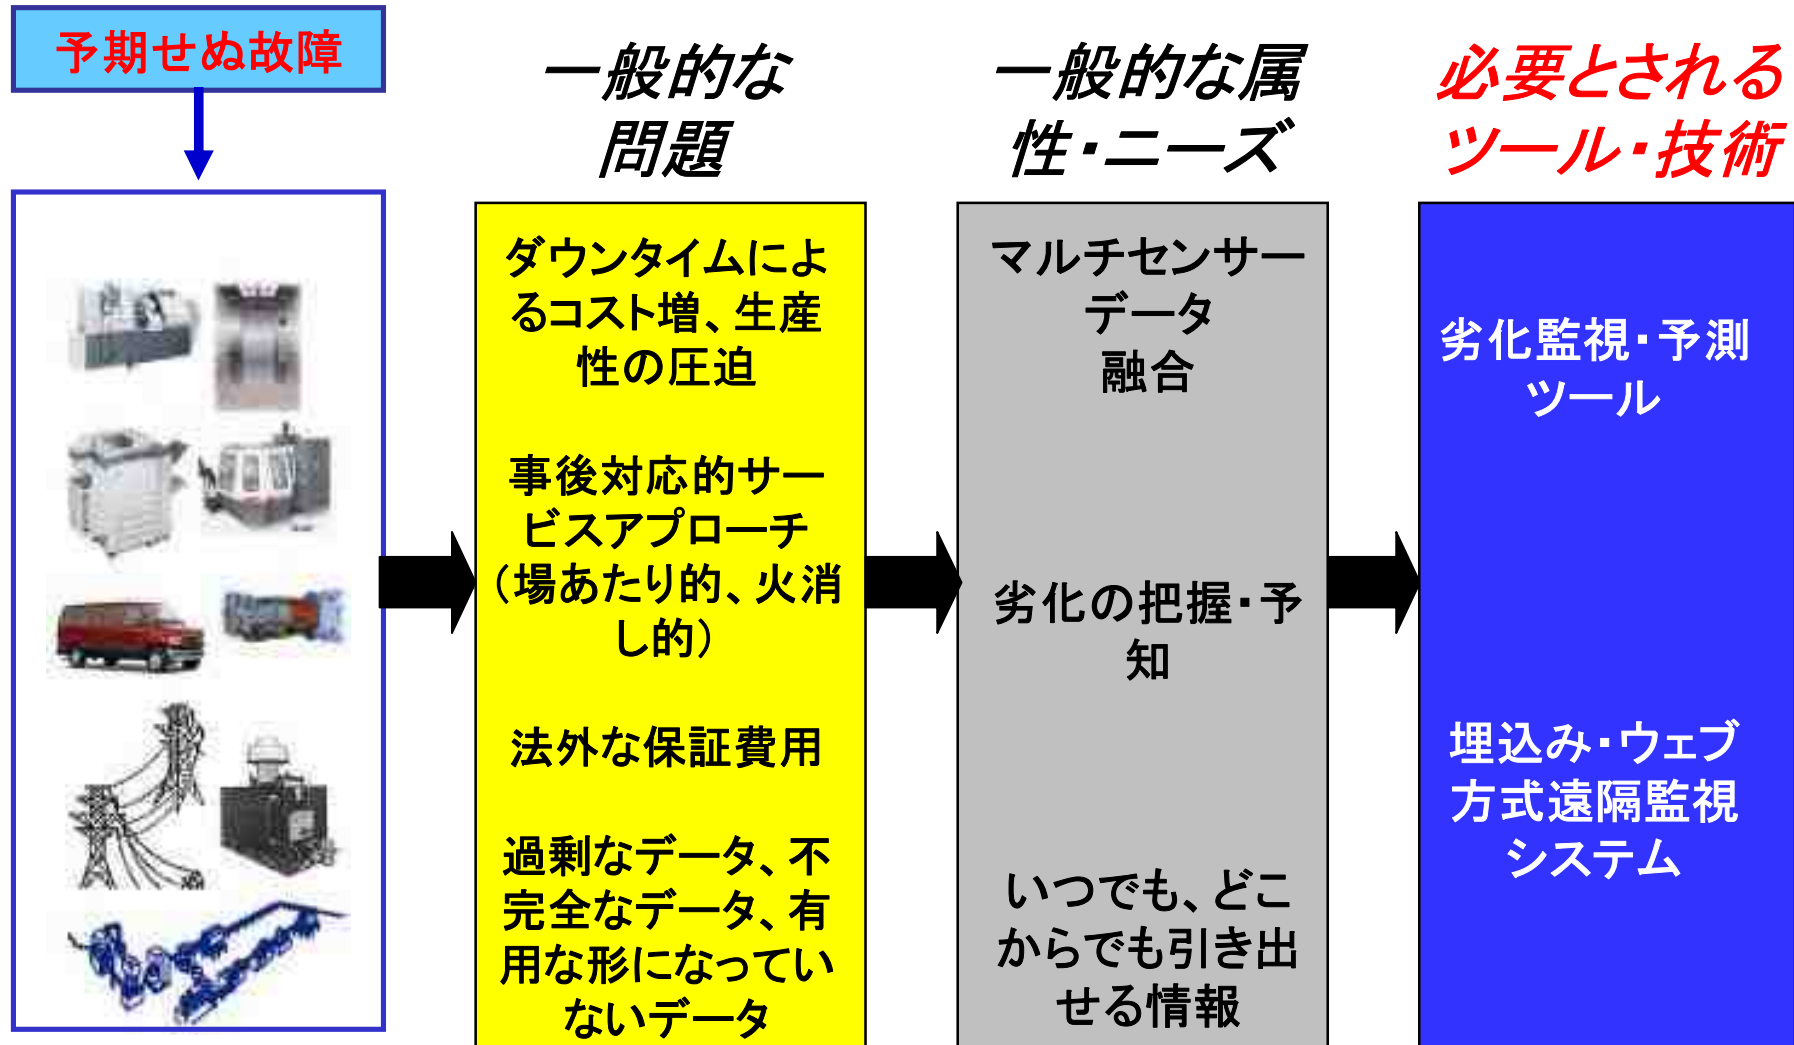 予期せぬ故障
一般的な
問題
ダウンタイムによ
るコスト増、生産
性の圧迫
事後対応的サー
ビスアプローチ
（場あたり的、火消
し的）
法外な保証費用
過剰なデータ、不
完全なデータ、有
用な形になってい
ないデータ
一般的な属
性・ニーズ
マルチセンサー
データ
融合
劣化の把握・予
知
いつでも、どこ
からでも引き出
せる情報
必要とされる
ツール・技術
劣化監視・予測
ツール
埋込み・ウェブ
方式遠隔監視
システム